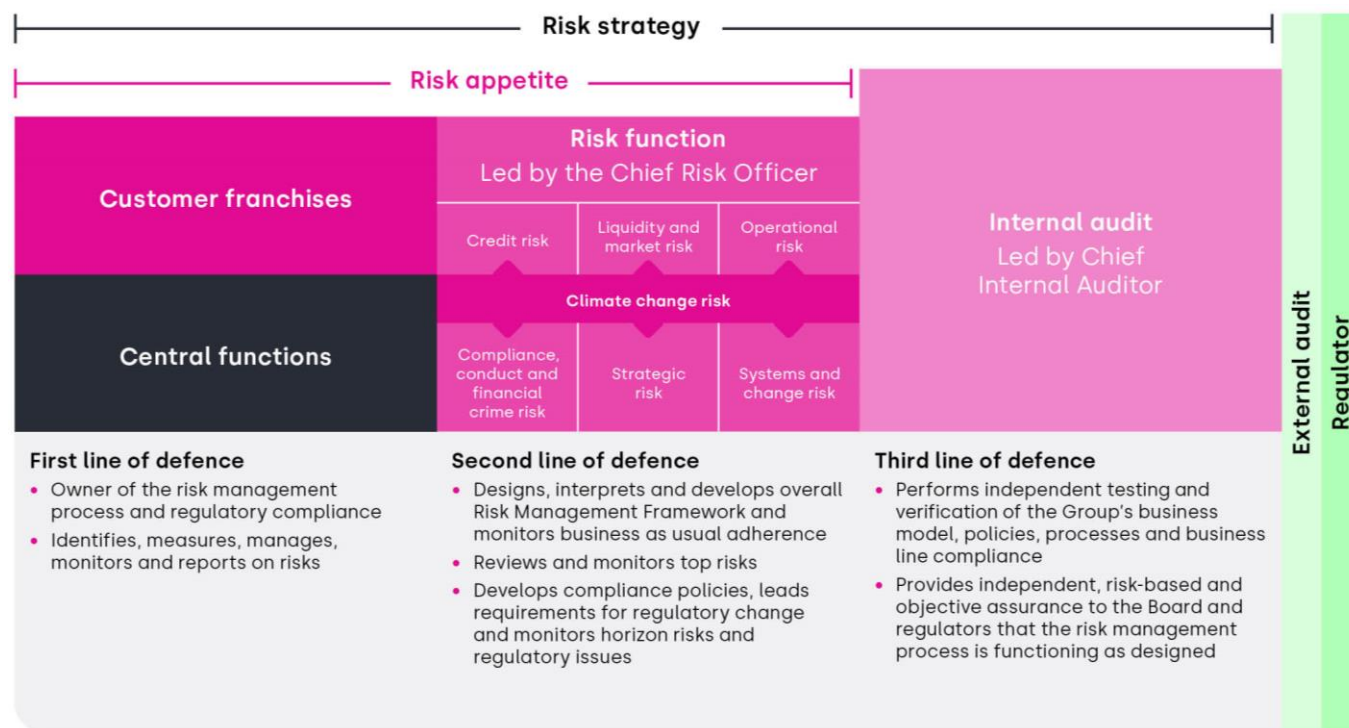 Risk strategy
Risk appetite
Customer franchises
Central functions
Risk function
Led by the Chief Risk Officer
Credit risk
Liquidity and
market risk
Operational
risk
Climate change risk
Compliance,
conduct and
financial
crime risk
Strategic
risk
Systems and
change risk
Internal audit
Led by Chief
Internal Auditor
External audit
Regulator
First line of defence
• Owner of the risk management
process and regulatory compliance
• Identifies, measures, manages,
monitors and reports on risks
Second line of defence
• Designs, interprets and develops overall
Risk Management Framework and
monitors business as usual adherence
• Reviews and monitors top risks
• Develops compliance policies, leads
requirements for regulatory change
and monitors horizon risks and
regulatory issues
Third line of defence
• Performs independent testing and
verification of the Group's business
model, policies, processes and business
line compliance
• Provides independent, risk-based and
objective assurance to the Board and
regulators that the risk management
process is functioning as designed